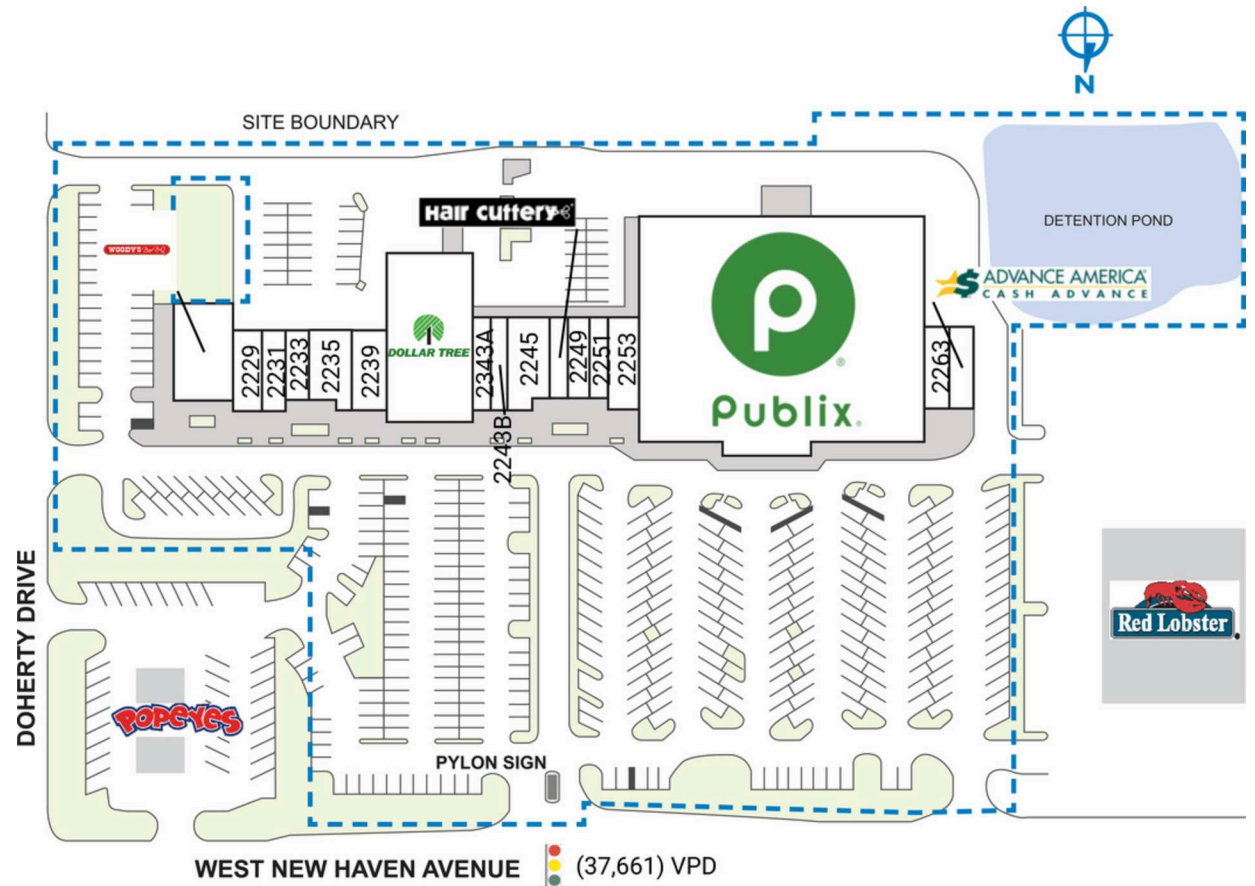 N
SITE BOUNDARY
Hair Cuttery
DETENTION POND
WOODY'S Bar-B-Q
ADVANCE AMERICA
CASH ADVANCE
DOLLAR TREE
Publix
2229
2231
2233
2235
2239
2343A
2243B
2245
2249
2251
2253
2263
DOHERTY DRIVE
Red Lobster
POPEYES
PYLON SIGN
WEST NEW HAVEN AVENUE
(37,661) VPD